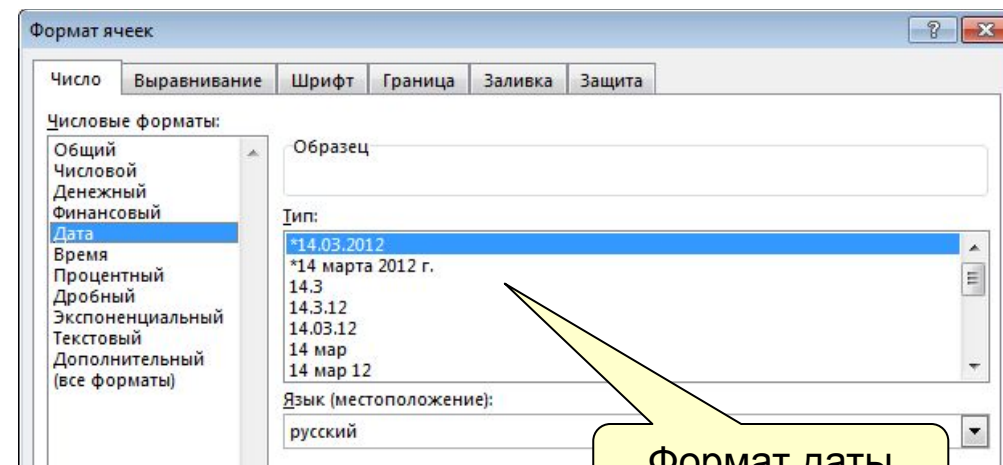 Формат ячеек
Число Выравнивание Шрифт Граница Заливка Защита
Числовые форматы:
Общий
Числовой
Денежный
Финансовый
Дата
Время
Процентный
Дробный
Экспоненциальный
Текстовый
Дополнительный
(все форматы)
Образец
Тип:
*14.03.2012
*14 марта 2012 г.
14.3
14.3.12
14.03.12
14 мар
14 мар 12
Язык (местоположение):
русский
Формат даты